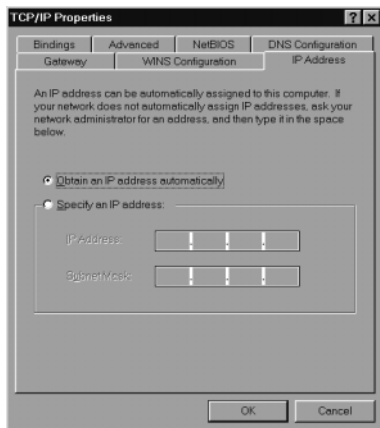 TCP/IP Properties
Bindings Advanced NetBIOS DNS Configuration
Gateway WINS Configuration IP Address
An IP address can be automatically assigned to this computer. If
your network does not automatically assign IP addresses, ask your
network administrator for an address, and then type it in the space
below.
Obtain an IP address automatically
Specify an IP address:
IP Address:
Subnet Mask:
OK Cancel